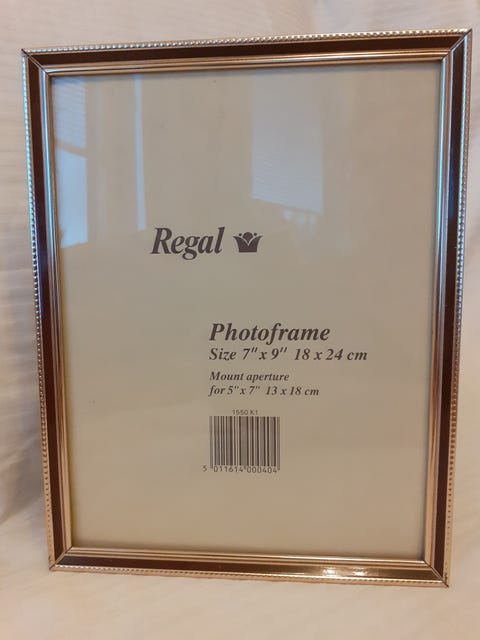 Regal
Photoframe
Size 7" x 9" 18 x 24 cm
Mount aperture
for 5" x 7" 13 x 18 cm
1550 K1
5 011614 000404